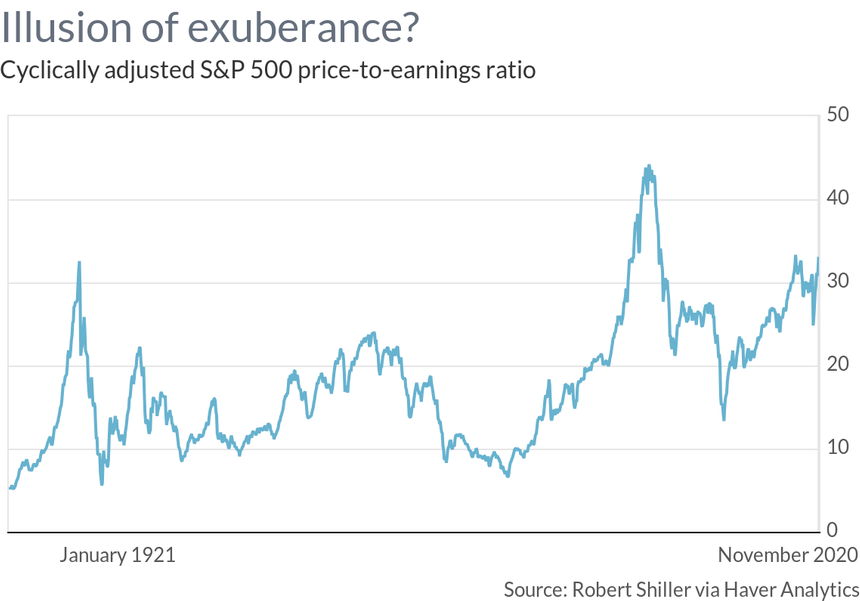 Illusion of exuberance?
Cyclically adjusted S&P 500 price-to-earnings ratio
50
40
30
20
10
0
January 1921
November 2020
Source: Robert Shiller via Haver Analytics